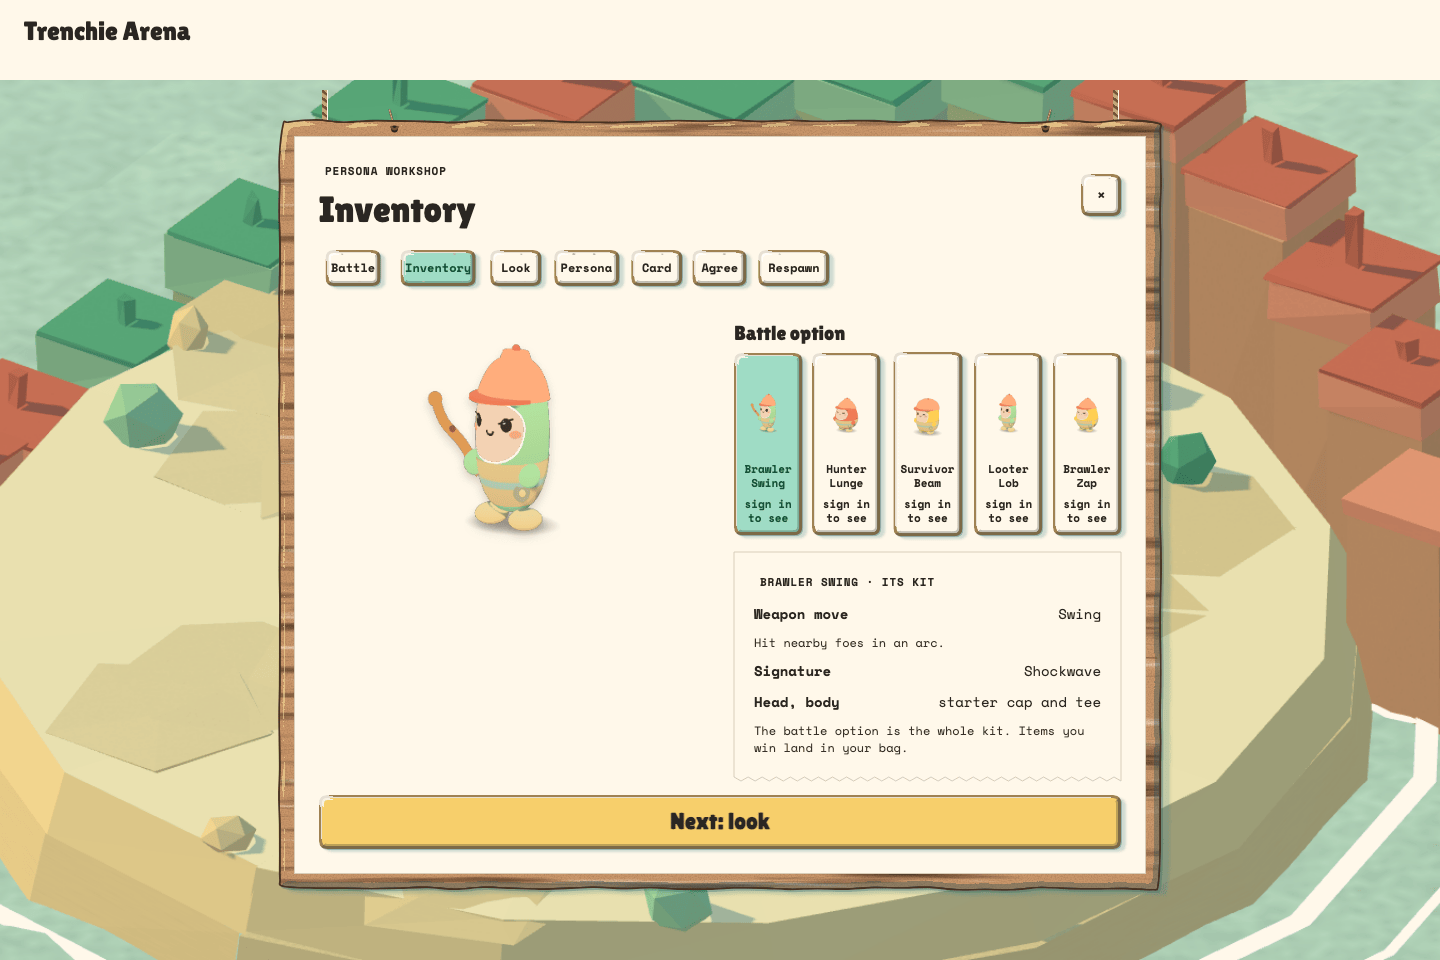 Trenchie Arena
PERSONA WORKSHOP
Inventory
×
Battle Inventory Look Persona Card Agree Respawn
Battle option
Brawler
Swing
sign in
to see
Hunter
Lunge
sign in
to see
Survivor
Beam
sign in
to see
Looter
Lob
sign in
to see
Brawler
Zap
sign in
to see
BRAWLER SWING · ITS KIT
Weapon move Swing
Hit nearby foes in an arc.
Signature Shockwave
Head, body starter cap and tee
The battle option is the whole kit. Items you
win land in your bag.
Next: look